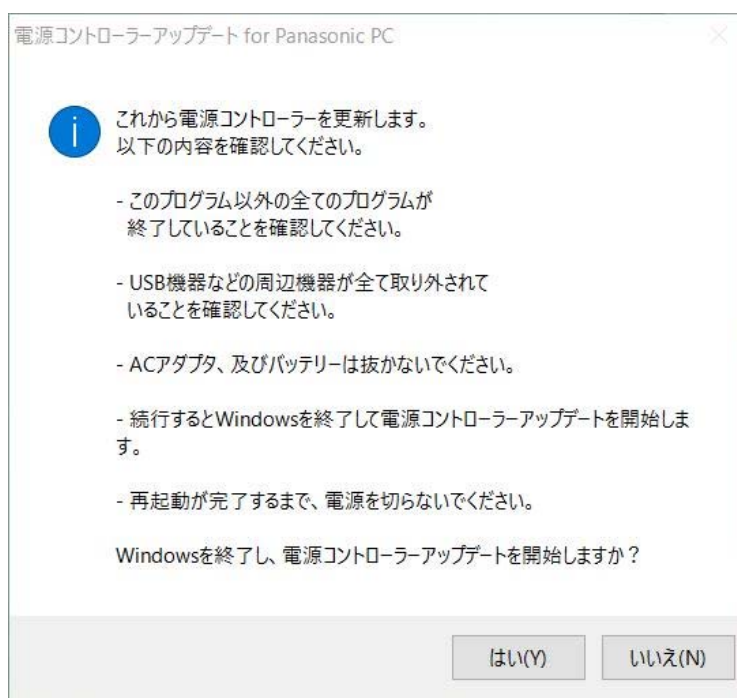 電源コントローラーアップデート for Panasonic PC
これから電源コントローラーを更新します。
以下の内容を確認してください。
- このプログラム以外の全てのプログラムが
終了していることを確認してください。
- USB機器などの周辺機器が全て取り外されて
いることを確認してください。
- ACアダプタ、及びバッテリーは抜かないでください。
- 続行するとWindowsを終了して電源コントローラーアップデートを開始しま
す。
- 再起動が完了するまで、電源を切らないでください。
Windowsを終了し、電源コントローラーアップデートを開始しますか？
はい(Y)
いいえ(N)